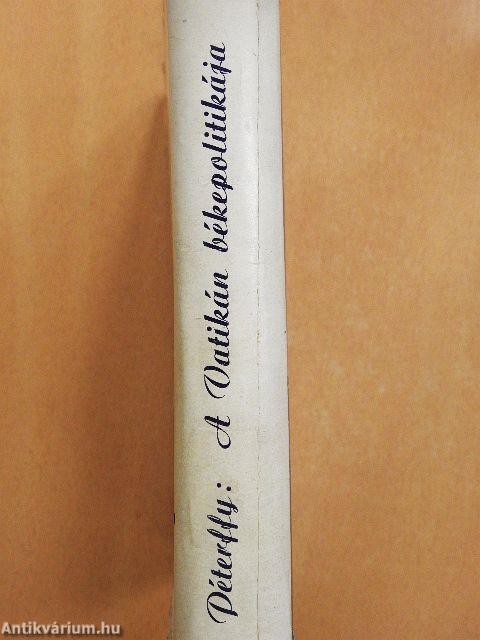 Péterffy: A Vatikán békepolitikája
Antikvárium.hu